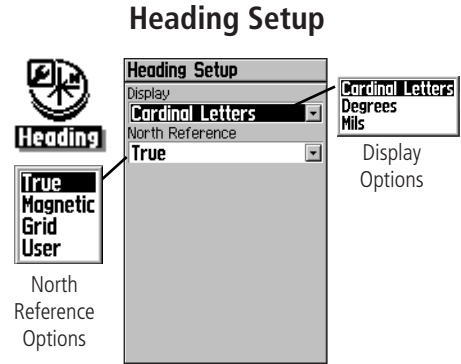 Heading Setup
Heading
Heading Setup
Display
Cardinal Letters
North Reference
True
Cardinal Letters
Degrees
Mils
Display
Options
True
Magnetic
Grid
User
North
Reference
Options